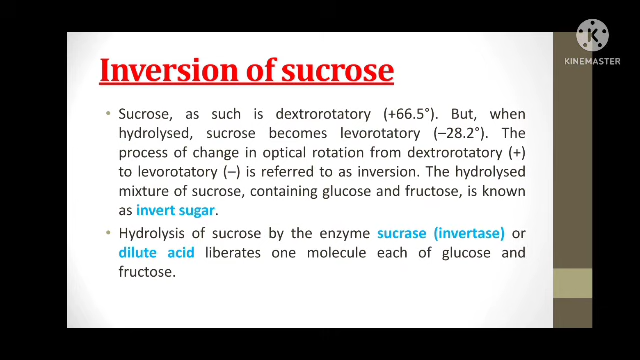 Inversion of sucrose
K
KINEMASTER
• Sucrose, as such is dextrorotatory (+66.5°). But, when
hydrolysed, sucrose becomes levorotatory (–28.2°). The
process of change in optical rotation from dextrorotatory (+)
to levorotatory (–) is referred to as inversion. The hydrolysed
mixture of sucrose, containing glucose and fructose, is known
as invert sugar.
• Hydrolysis of sucrose by the enzyme sucrase (invertase) or
dilute acid liberates one molecule each of glucose and
fructose.